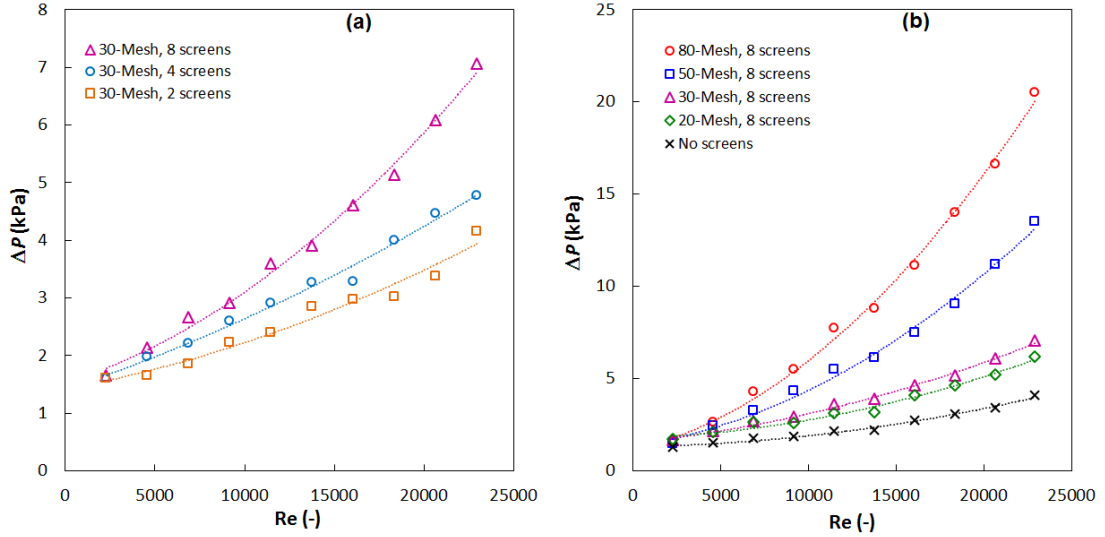 (a)
8
7
6
5
4
3
2
1
0
ΔP (kPa)
30-Mesh, 8 screens
30-Mesh, 4 screens
30-Mesh, 2 screens
0 5000 10000 15000 20000 25000
Re (-)
(b)
25
20
15
10
5
0
ΔP (kPa)
80-Mesh, 8 screens
50-Mesh, 8 screens
30-Mesh, 8 screens
20-Mesh, 8 screens
No screens
0 5000 10000 15000 20000 25000
Re (-)